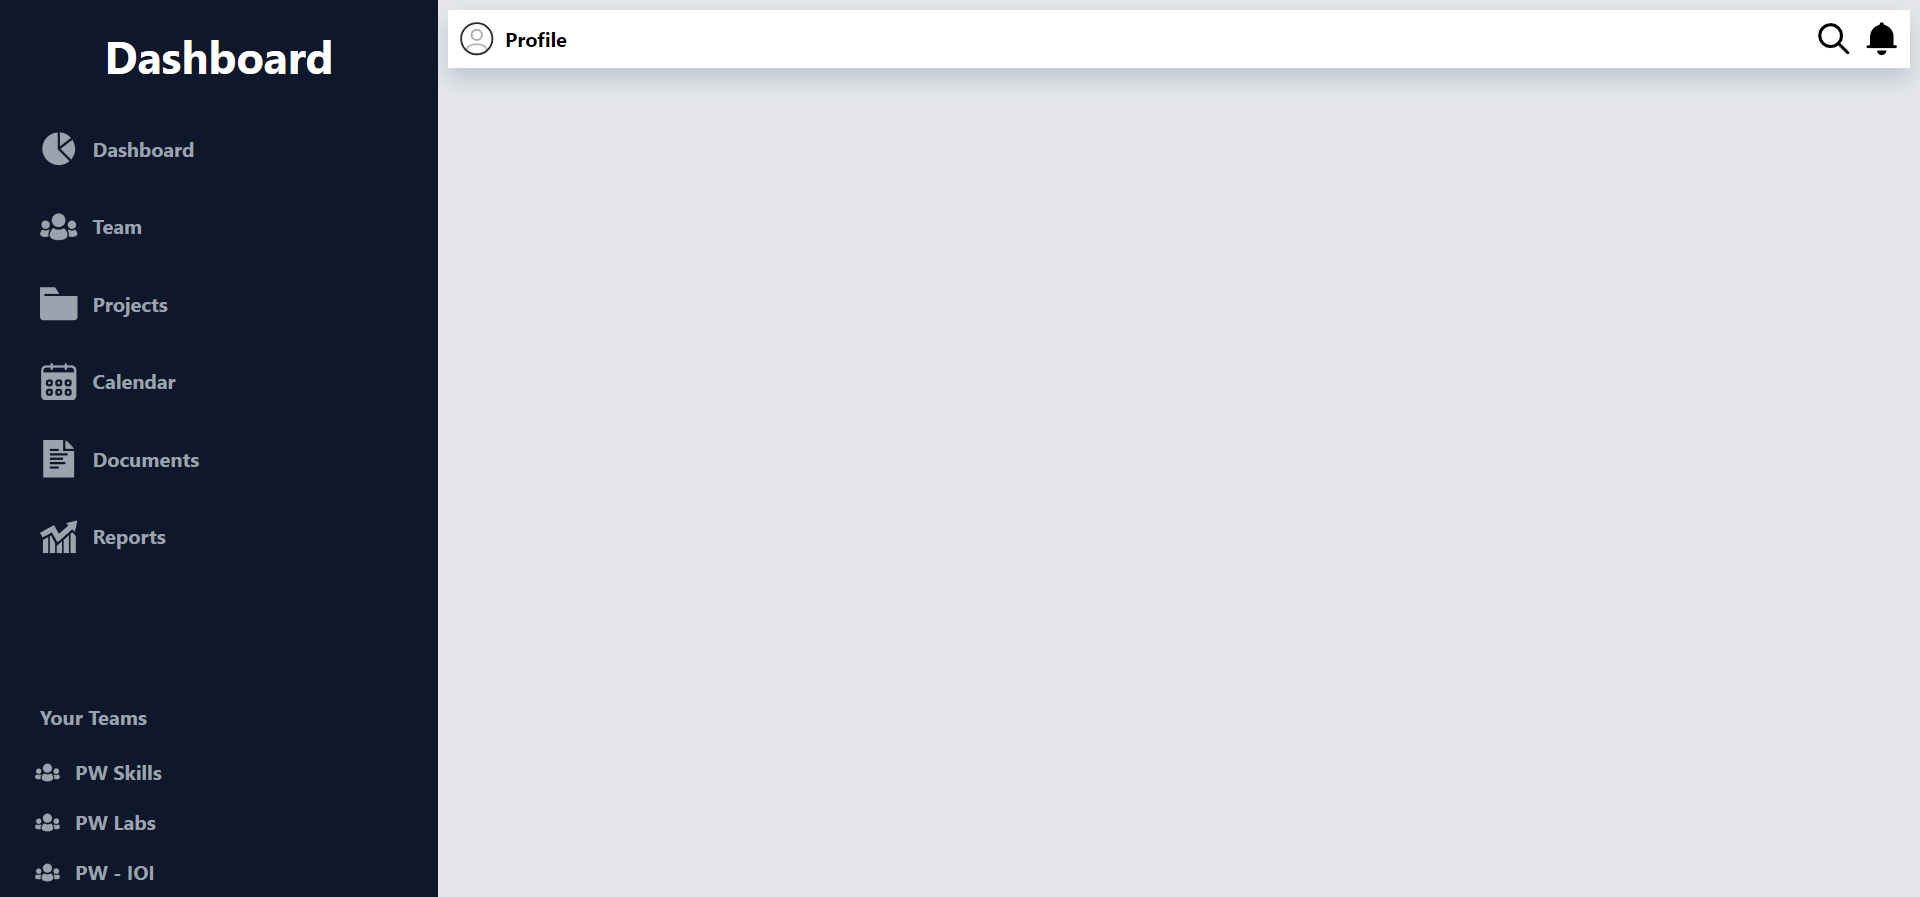 Dashboard
Dashboard
Team
Projects
Calendar
Documents
Reports
Your Teams
PW Skills
PW Labs
PW - IOI
Profile